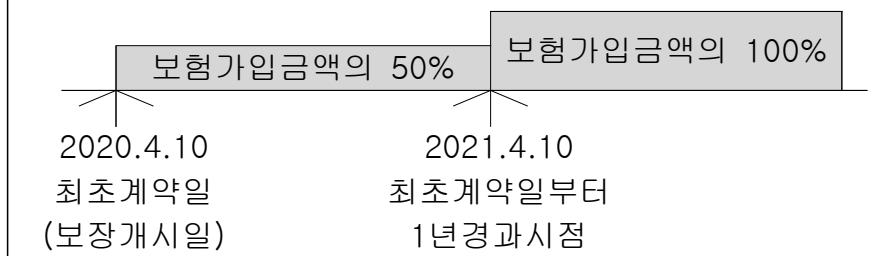 보험가입금액의 50%
보험가입금액의 100%
2020.4.10
최초계약일
(보장개시일)
2021.4.10
최초계약일부터
1년경과시점